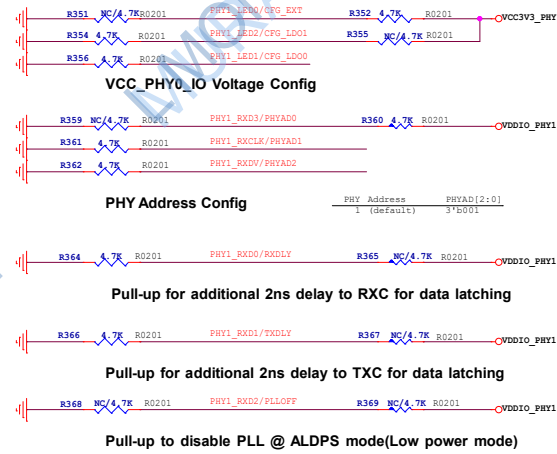 R351 NC/4.7K R0201 PHY1_LED0/CFG_EXT R352 4.7K R0201 VCC3V3_PHY
R354 4.7K R0201 PHY1_LED2/CFG_LDO1 R355 NC/4.7K R0201
R356 4.7K R0201 PHY1_LED1/CFG_LDO0
VCC_PHY0_IO Voltage Config
R359 NC/4.7K R0201 PHY1_RXD3/PHYAD0 R360 4.7K R0201 VDDIO_PHY1
R361 4.7K R0201 PHY1_RXCLK/PHYAD1
R362 4.7K R0201 PHY1_RXDV/PHYAD2
PHY Address Config
PHY Address PHYAD[2:0]
1 (default) 3'b001
R364 4.7K R0201 PHY1_RXD0/RXDLY R365 NC/4.7K R0201 VDDIO_PHY1
Pull-up for additional 2ns delay to RXC for data latching
R366 4.7K R0201 PHY1_RXD1/TXDLY R367 NC/4.7K R0201 VDDIO_PHY1
Pull-up for additional 2ns delay to TXC for data latching
R368 NC/4.7K R0201 PHY1_RXD2/PLLOFF R369 NC/4.7K R0201 VDDIO_PHY1
Pull-up to disable PLL @ ALDPS mode(Low power mode)